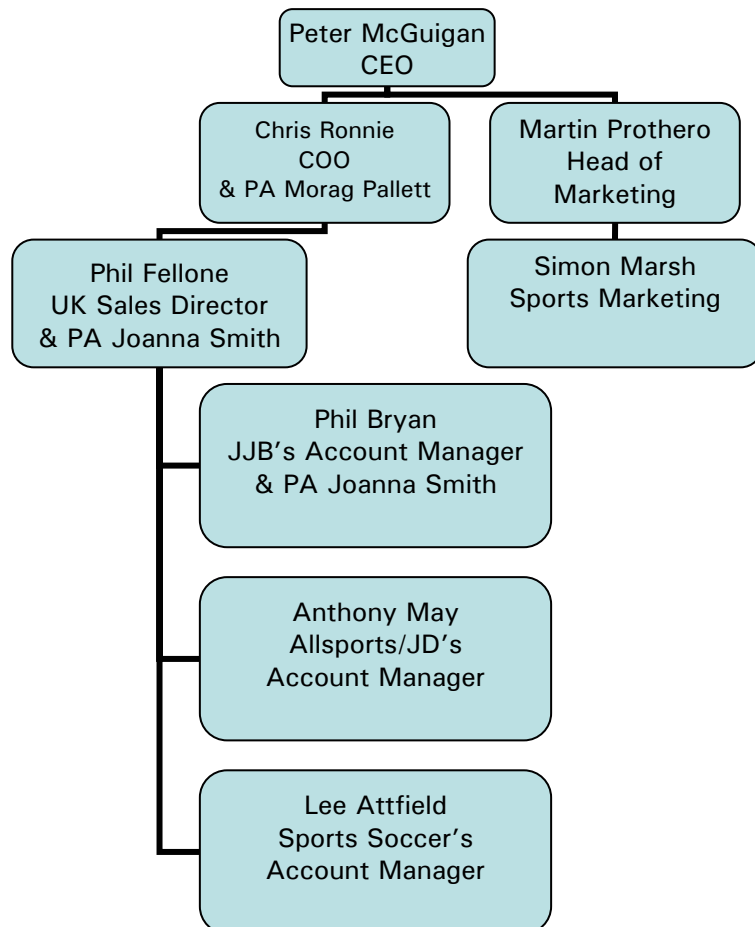 Peter McGuigan
CEO
Chris Ronnie
COO
& PA Morag Pallett
Martin Prothero
Head of
Marketing
Phil Fellone
UK Sales Director
& PA Joanna Smith
Simon Marsh
Sports Marketing
Phil Bryan
JJB’s Account Manager
& PA Joanna Smith
Anthony May
Allsports/JD’s
Account Manager
Lee Attfield
Sports Soccer’s
Account Manager